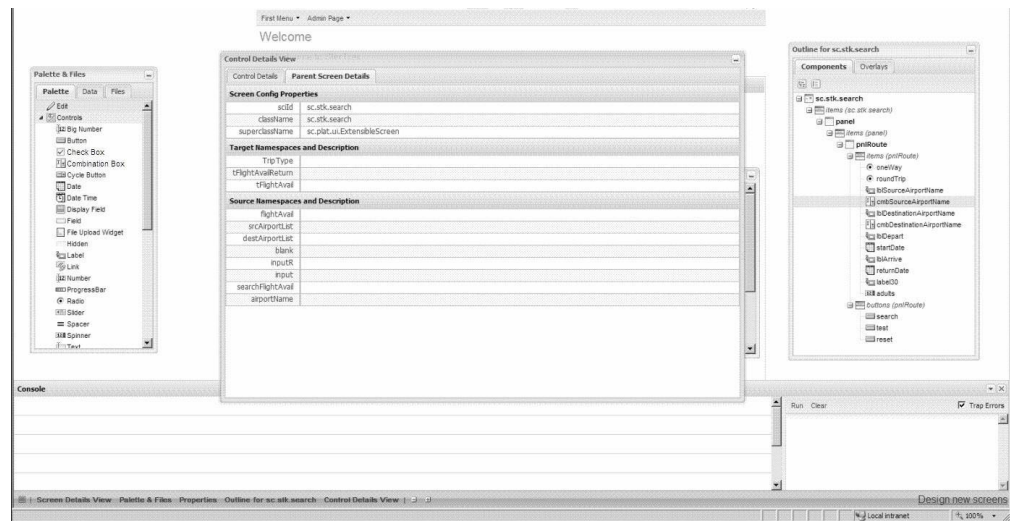 First Menu Admin Page
Welcome
Palette & Files
Palette Data Files
Edit
Controls
Big Number
Button
Check Box
Combination Box
Cycle Button
Date
Date Time
Display Field
Field
File Upload Widget
Hidden
Label
Link
Number
ProgressBar
Radio
Slider
Spacer
Spinner
Text
Control Details View
Control Details Parent Screen Details
Screen Config Properties
scId sc.stk.search
className sc.stk.search
superclassName sc.plat.ui.ExtensibleScreen
Target Namespaces and Description
TripType
tFlightAvailReturn
tFlightAvail
Source Namespaces and Description
flightAvail
srcAirportList
destAirportList
blank
inputR
input
searchFlightAvail
airportName
Outline for sc.stk.search
Components Overlays
sc.stk.search
items (sc.stk.search)
panel
items (panel)
pnlRoute
items (pnlRoute)
oneWay
roundTrip
lblSourceAirportName
cmbSourceAirportName
lblDestinationAirportName
cmbDestinationAirportName
lblDepart
startDate
lblArrive
returnDate
label30
adults
buttons (pnlRoute)
search
test
reset
Console
Run Clear Trap Errors
Screen Details View Palette & Files Properties Outline for sc.stk.search Control Details View
Design new screens
Local intranet 100%